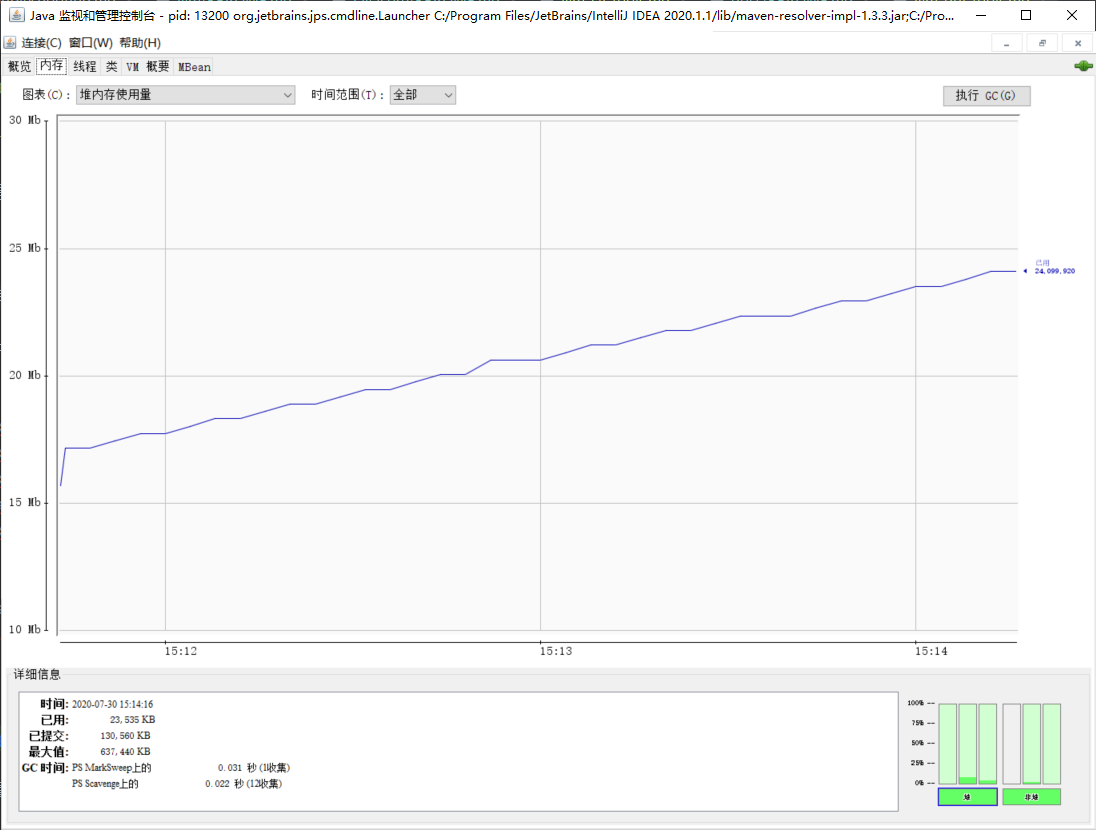 Java 监视和管理控制台 - pid: 13200 org.jetbrains.jps.cmdline.Launcher C:/Program Files/JetBrains/IntelliJ IDEA 2020.1.1/lib/maven-resolver-impl-1.3.3.jar;C:/Pro...
连接(C) 窗口(W) 帮助(H)
概览 内存 线程 类 VM 概要 MBean
图表(C): 堆内存使用量 时间范围(T): 全部 执行 GC(G)
30 Mb
25 Mb
已用
24,099,920
20 Mb
15 Mb
10 Mb
15:12 15:13 15:14
详细信息
时间: 2020-07-30 15:14:16
已用: 23,535 KB
已提交: 130,560 KB
最大值: 637,440 KB
GC 时间: PS MarkSweep上的 0.031 秒 (1收集)
PS Scavenge上的 0.022 秒 (12收集)
100% --
75% --
50% --
25% --
0% --
堆 非堆